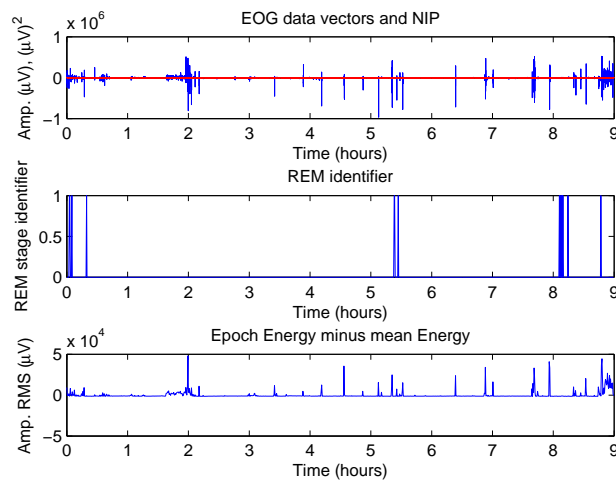 EOG data vectors and NIP
x 10^6
Amp. (μV), (μV)^2
1
0
−1
0 1 2 3 4 5 6 7 8 9
Time (hours)
REM identifier
REM stage identifier
1
0.5
0
0 1 2 3 4 5 6 7 8 9
Time (hours)
Epoch Energy minus mean Energy
x 10^4
Amp. RMS (μV)
5
0
−5
0 1 2 3 4 5 6 7 8 9
Time (hours)